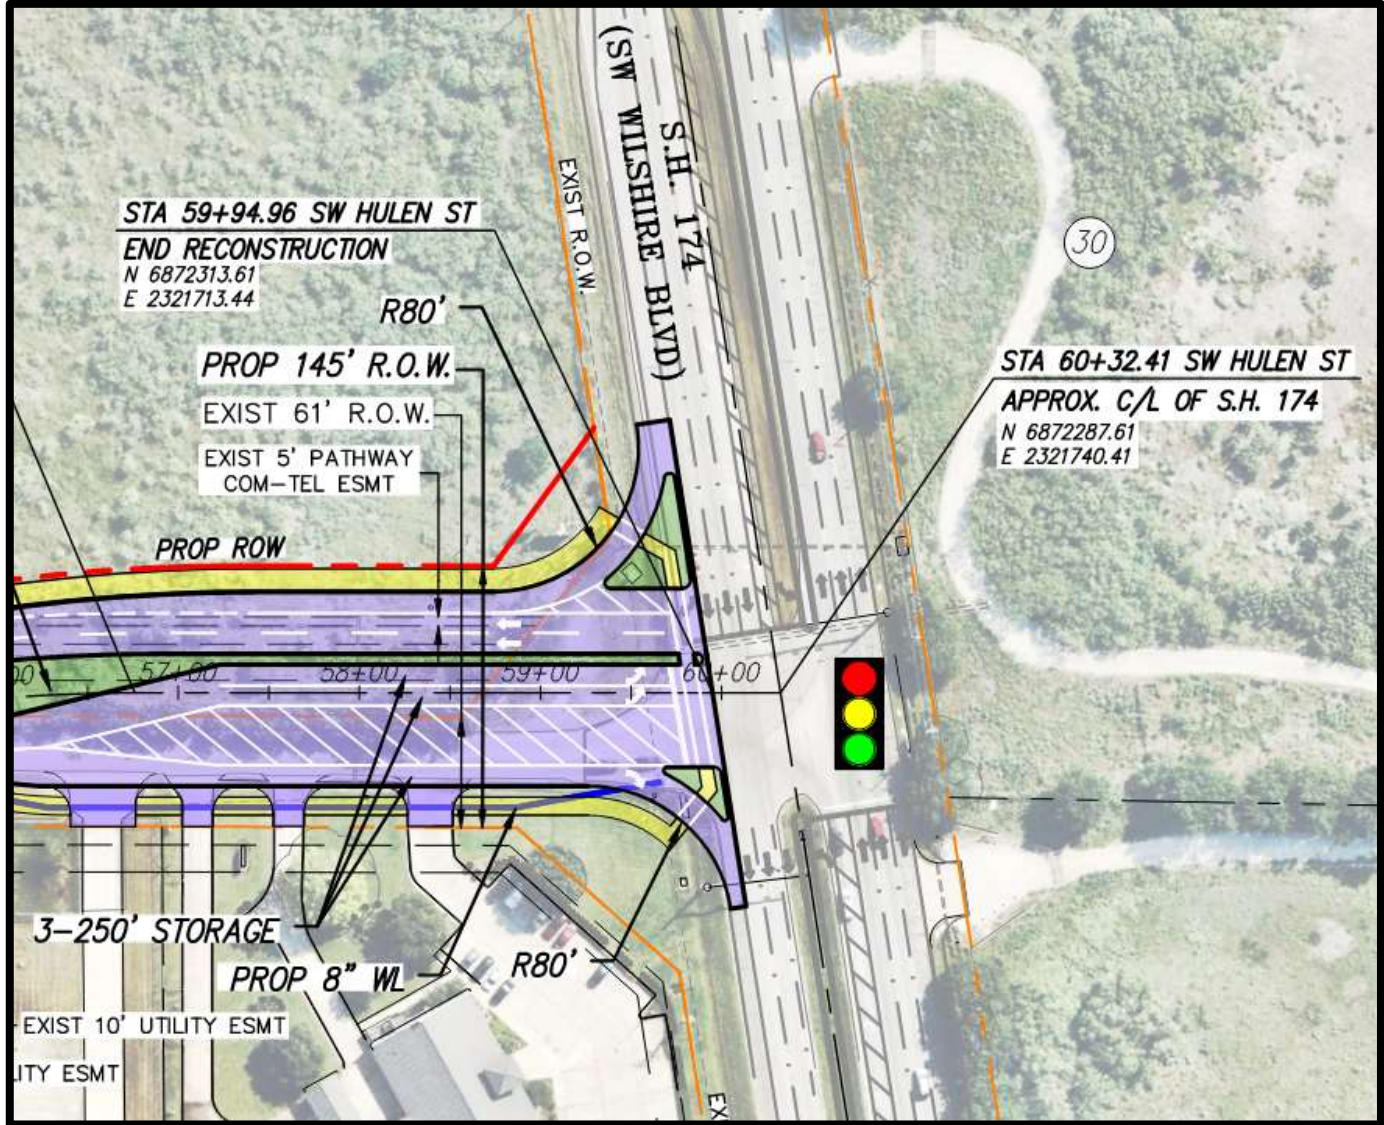 (SW WILSHIRE BLVD)
S.H. 174
EXIST R.O.W.
STA 59+94.96 SW HULEN ST
END RECONSTRUCTION
N 6872313.61
E 2321713.44
R80'
30
PROP 145' R.O.W.
EXIST 61' R.O.W.
EXIST 5' PATHWAY
COM-TEL ESMT
STA 60+32.41 SW HULEN ST
APPROX. C/L OF S.H. 174
N 6872287.61
E 2321740.41
PROP ROW
00 57+00 58+00 59+00 60+00
3-250' STORAGE
PROP 8" WL
R80'
EXIST 10' UTILITY ESMT
ITY ESMT
EX